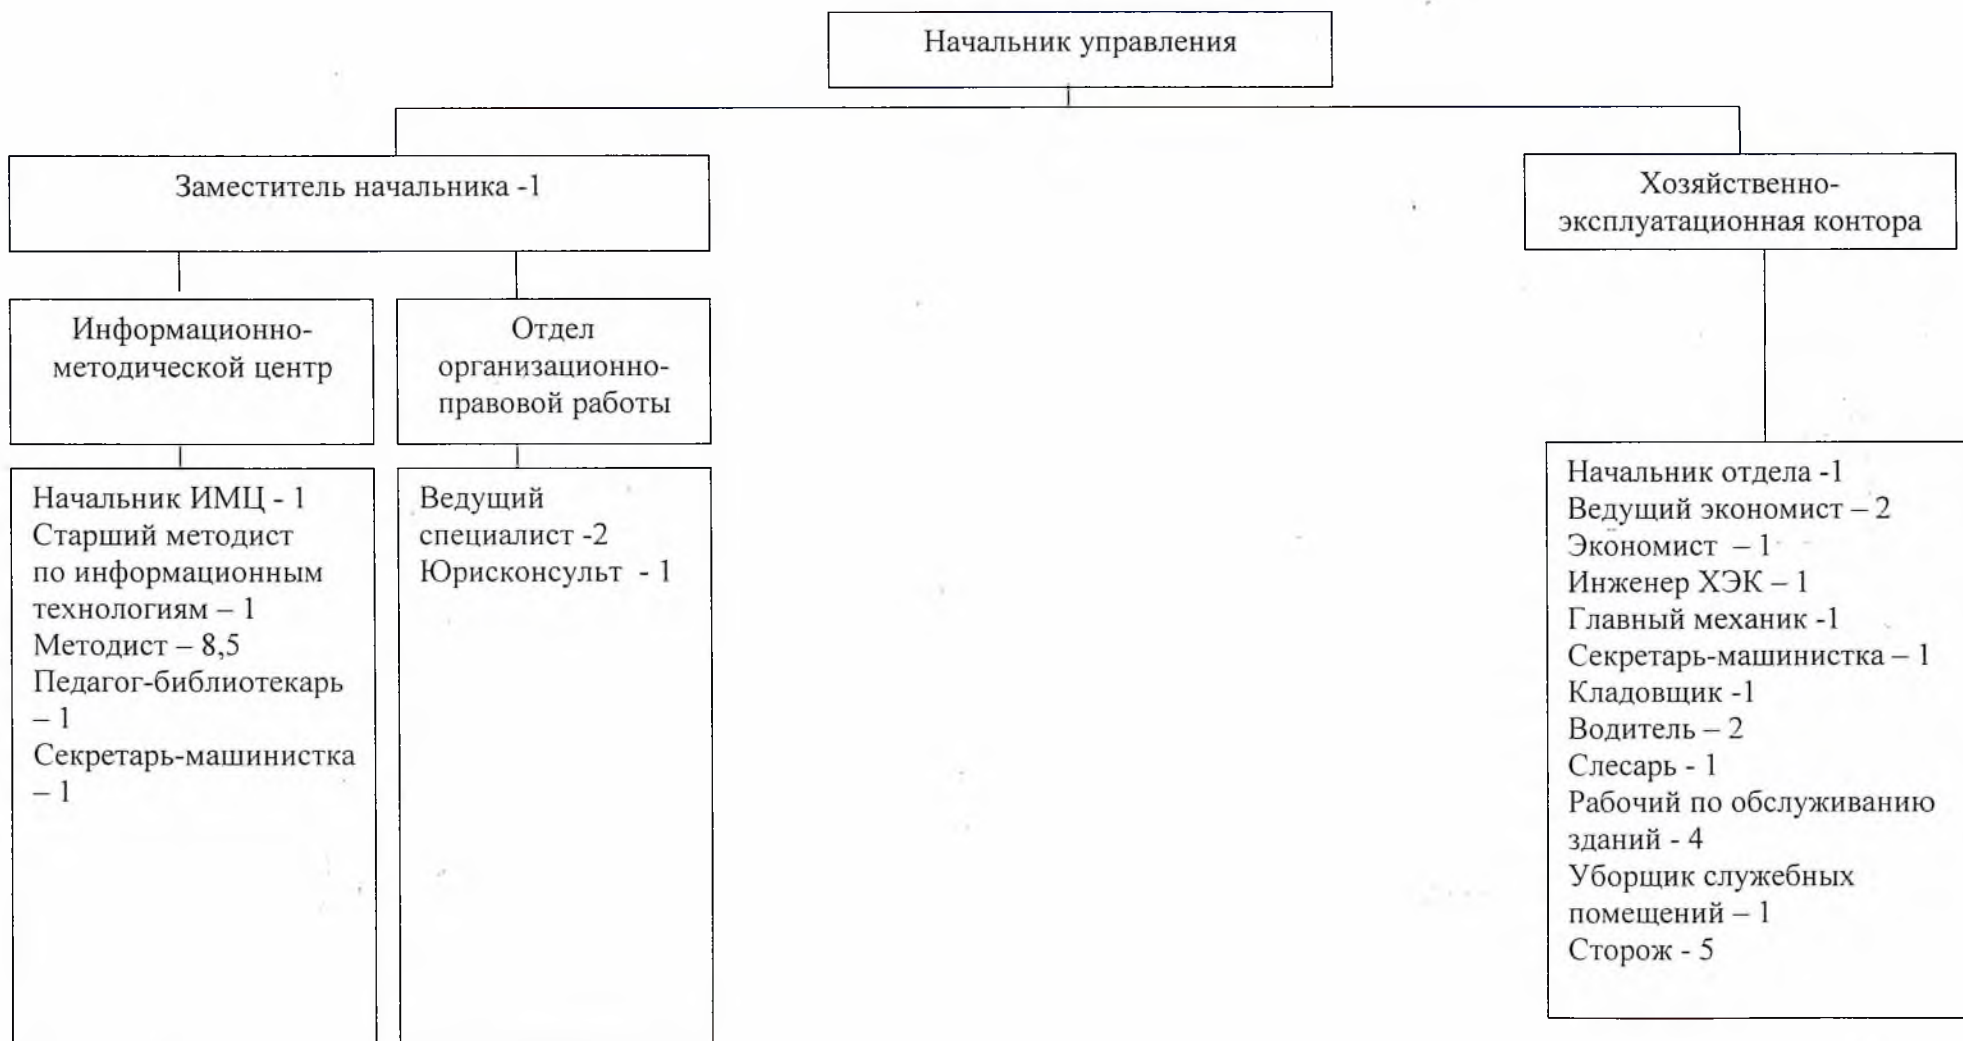 Начальник управления
Заместитель начальника -1
Хозяйственно-
эксплуатационная контора
Информационно-
методической центр
Отдел
организационно-
правовой работы
Начальник ИМЦ - 1
Старший методист
по информационным
технологиям – 1
Методист – 8,5
Педагог-библиотекарь
– 1
Секретарь-машинистка
– 1
Ведущий
специалист -2
Юрисконсульт - 1
Начальник отдела -1
Ведущий экономист – 2
Экономист – 1
Инженер ХЭК – 1
Главный механик -1
Секретарь-машинистка – 1
Кладовщик -1
Водитель – 2
Слесарь - 1
Рабочий по обслуживанию
зданий - 4
Уборщик служебных
помещений – 1
Сторож - 5